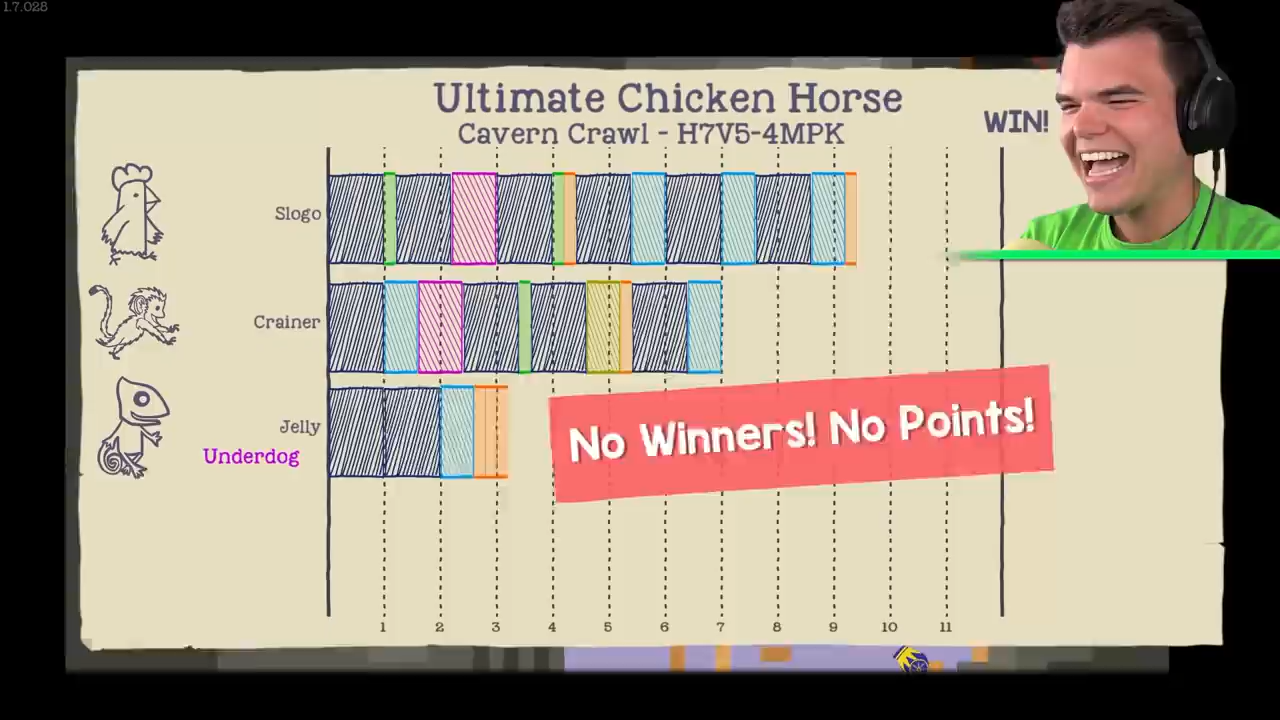 1.7.028
Ultimate Chicken Horse
Cavern Crawl - H7V5-4MPK
WIN!
Slogo
Crainer
Jelly
Underdog
No Winners! No Points!
1 2 3 4 5 6 7 8 9 10 11